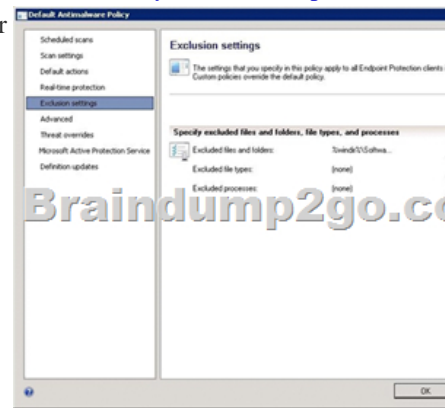 r
Default Antimalware Policy
Scheduled scans
Scan settings
Default actions
Real-time protection
Exclusion settings
Advanced
Threat overrides
Microsoft Active Protection Service
Definition updates
Exclusion settings
The settings that you specify in this policy apply to all Endpoint Protection clients
Custom policies override the default policy.
Specify excluded files and folders, file types, and processes
Excluded files and folders:
%windir%\Softwa...
Excluded file types:
(none)
Excluded processes:
(none)
Braindump2go.co
OK